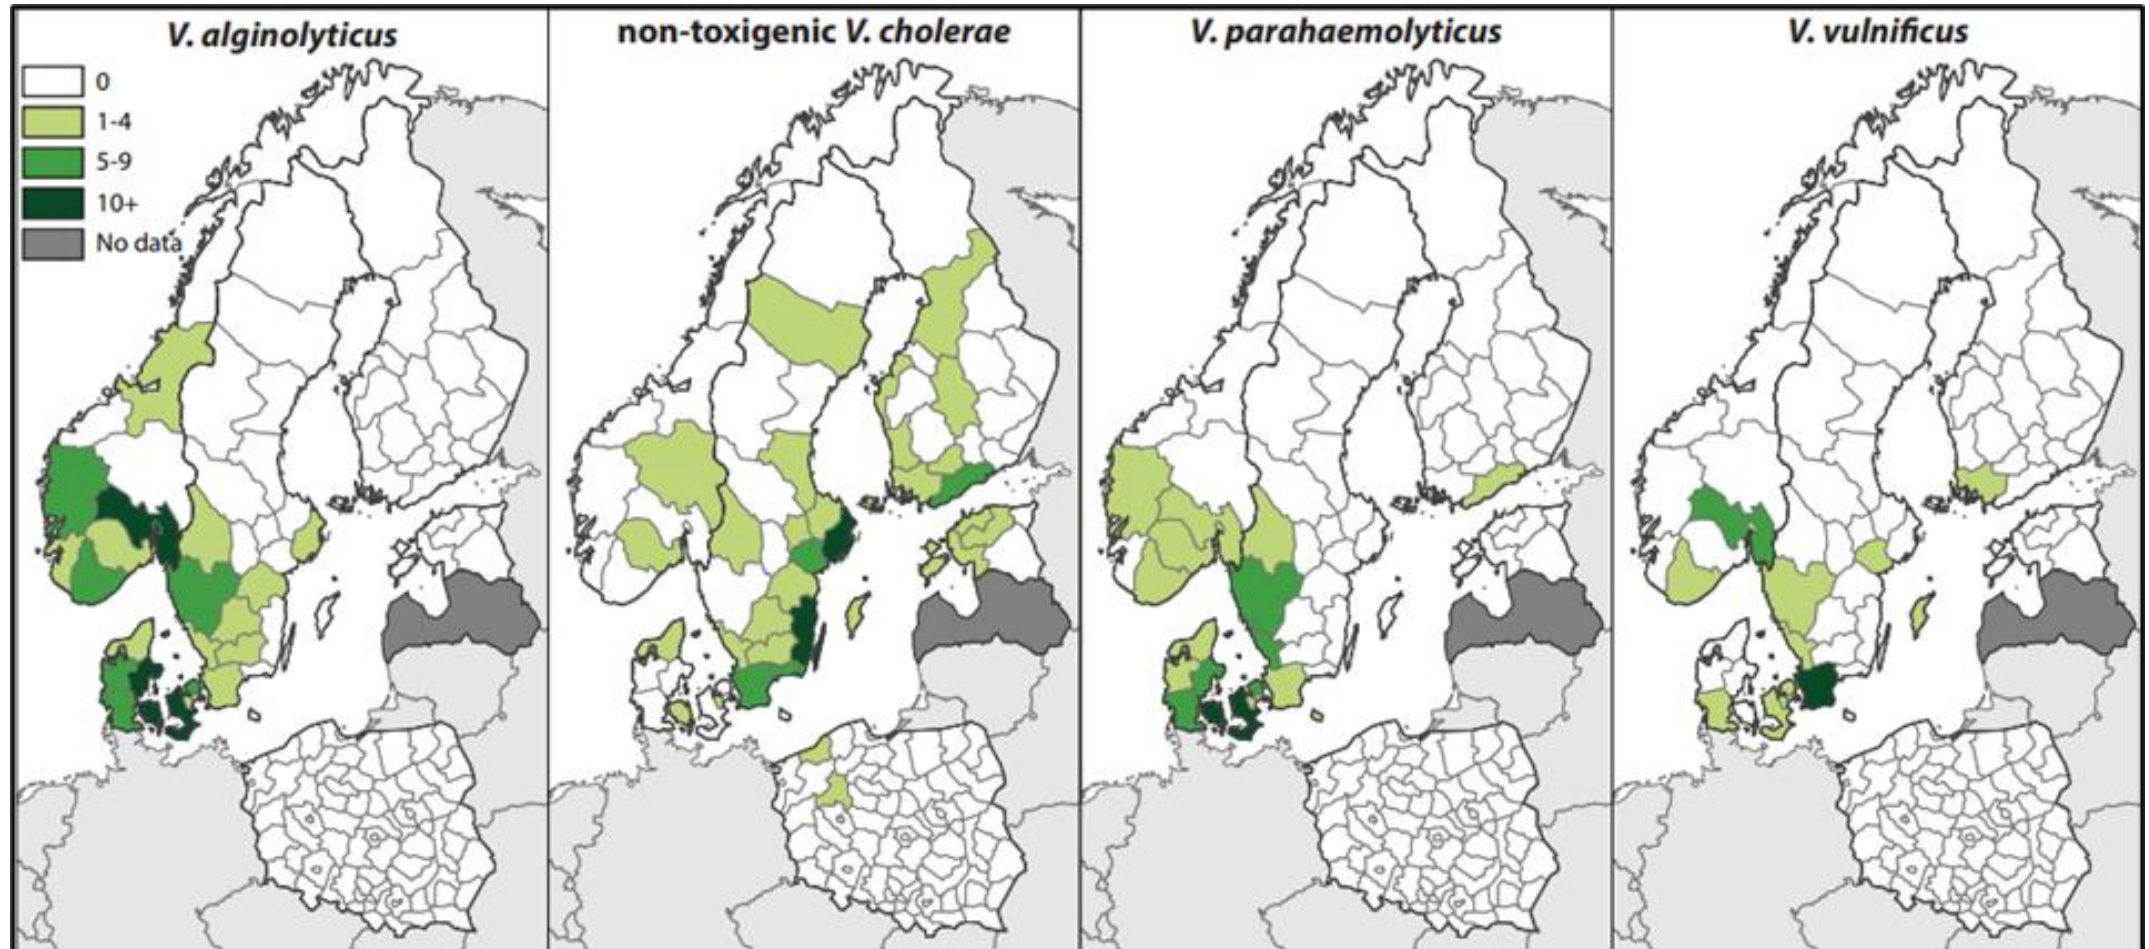 V. alginolyticus
non-toxigenic V. cholerae
V. parahaemolyticus
V. vulnificus
0
1-4
5-9
10+
No data